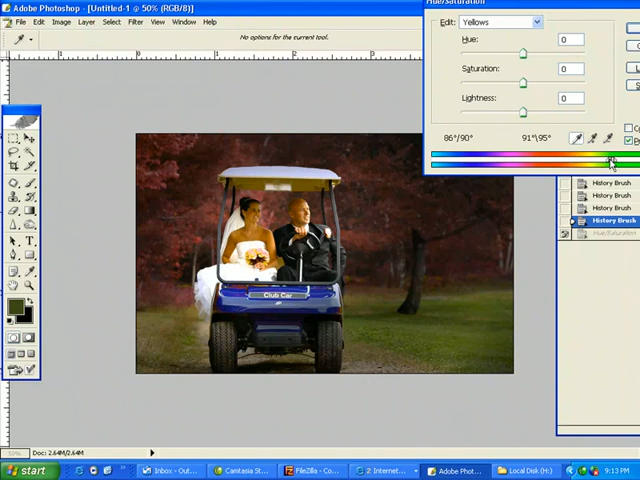 Adobe Photoshop - [Untitled-1 @ 50% (RGB/8)]
File Edit Image Layer Select Filter View Window Help
No options for the current tool.
Hue/Saturation
Edit: Yellows
Hue: 0
Saturation: 0
Lightness: 0
86°/90° 91°\95°
History Brush
History Brush
History Brush
History Brush
Hue/Saturation
Club Car
50% Doc: 2.64M/2.64M
start Inbox - Out... Camtasia St... FileZilla - Co... 2 Internet... Adobe Phot... Local Disk (H:) 9:13 PM